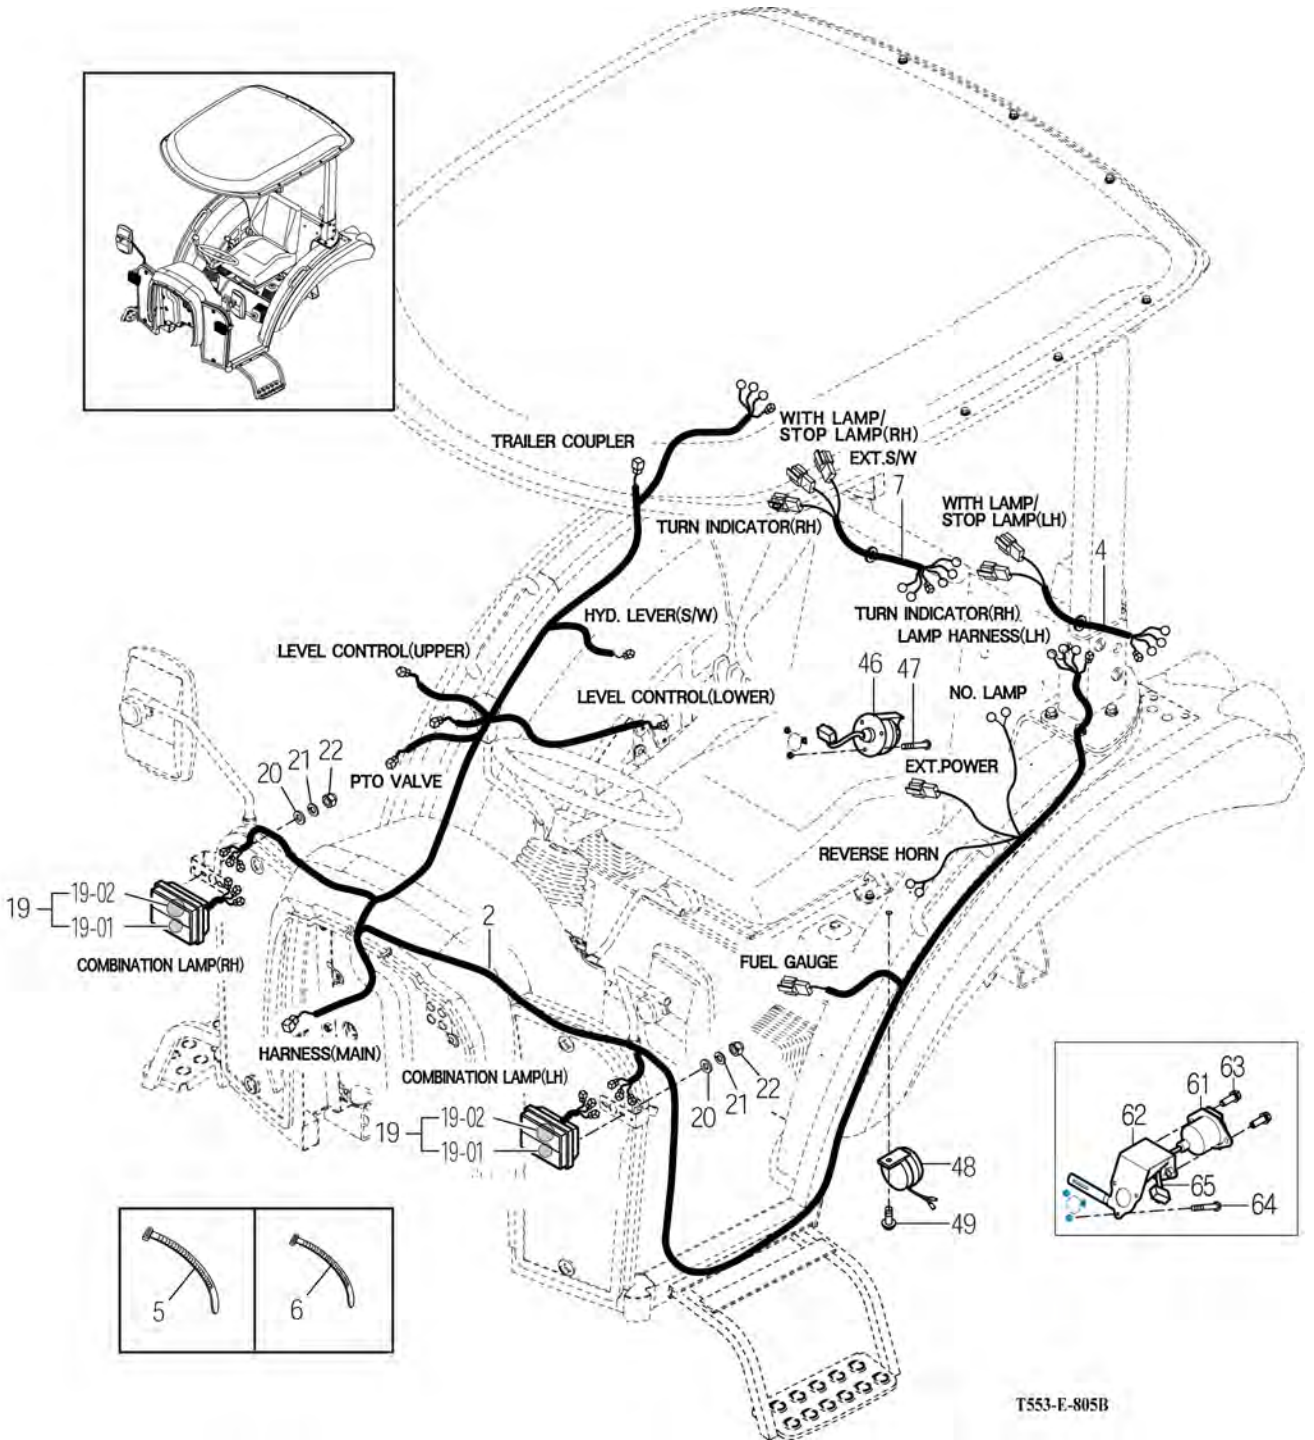 WITH LAMP/
STOP LAMP(RH)
TRAILER COUPLER
EXT.S/W
7
WITH LAMP/
STOP LAMP(LH)
TURN INDICATOR(RH)
4
HYD. LEVER(S/W)
TURN INDICATOR(RH)
LAMP HARNESS(LH)
LEVEL CONTROL(UPPER)
46
47
LEVEL CONTROL(LOWER)
NO. LAMP
22
21
20
PTO VALVE
EXT.POWER
REVERSE HORN
19
19-02
19-01
2
COMBINATION LAMP(RH)
FUEL GAUGE
HARNESS(MAIN)
COMBINATION LAMP(LH)
22
21
20
19
19-02
19-01
63
61
62
65
64
48
49
5
6
T553-E-805B